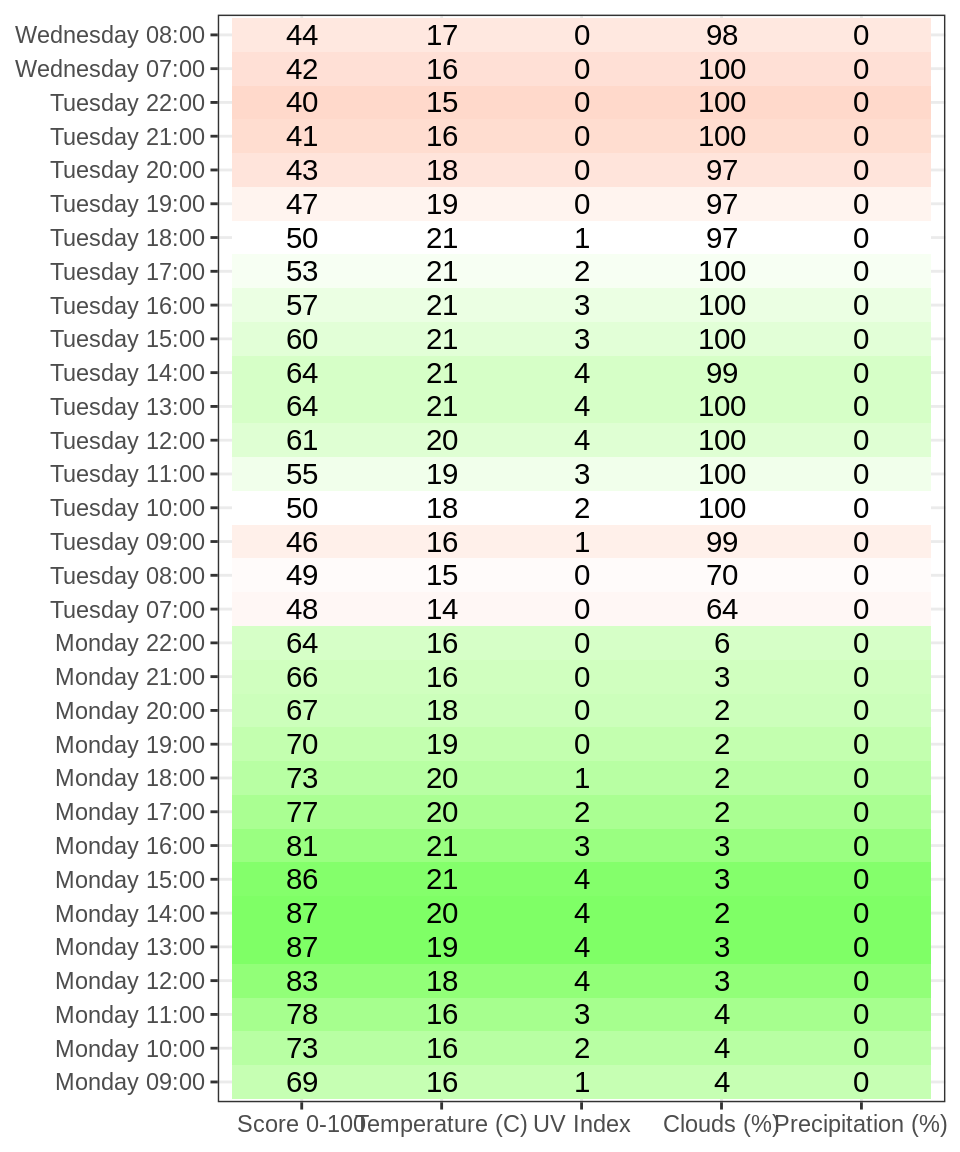 Wednesday 08:00 44 17 0 98 0
Wednesday 07:00 42 16 0 100 0
Tuesday 22:00 40 15 0 100 0
Tuesday 21:00 41 16 0 100 0
Tuesday 20:00 43 18 0 97 0
Tuesday 19:00 47 19 0 97 0
Tuesday 18:00 50 21 1 97 0
Tuesday 17:00 53 21 2 100 0
Tuesday 16:00 57 21 3 100 0
Tuesday 15:00 60 21 3 100 0
Tuesday 14:00 64 21 4 99 0
Tuesday 13:00 64 21 4 100 0
Tuesday 12:00 61 20 4 100 0
Tuesday 11:00 55 19 3 100 0
Tuesday 10:00 50 18 2 100 0
Tuesday 09:00 46 16 1 99 0
Tuesday 08:00 49 15 0 70 0
Tuesday 07:00 48 14 0 64 0
Monday 22:00 64 16 0 6 0
Monday 21:00 66 16 0 3 0
Monday 20:00 67 18 0 2 0
Monday 19:00 70 19 0 2 0
Monday 18:00 73 20 1 2 0
Monday 17:00 77 20 2 2 0
Monday 16:00 81 21 3 3 0
Monday 15:00 86 21 4 3 0
Monday 14:00 87 20 4 2 0
Monday 13:00 87 19 4 3 0
Monday 12:00 83 18 4 3 0
Monday 11:00 78 16 3 4 0
Monday 10:00 73 16 2 4 0
Monday 09:00 69 16 1 4 0
Score 0-100 Temperature (C) UV Index Clouds (%) Precipitation (%)